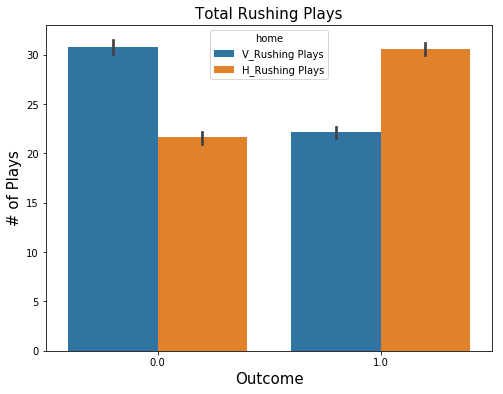 Total Rushing Plays
home
V_Rushing Plays
H_Rushing Plays
# of Plays
30
25
20
15
10
5
0
0.0
1.0
Outcome